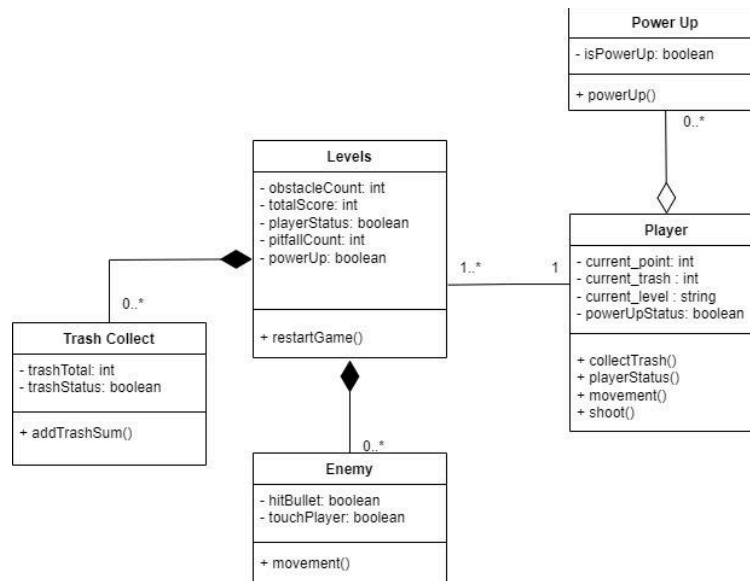 Power Up
- isPowerUp: boolean
+ powerUp()
0..*
Levels
- obstacleCount: int
- totalScore: int
- playerStatus: boolean
- pitfallCount: int
- powerUp: boolean
+ restartGame()
1..*
1
Player
- current_point: int
- current_trash : int
- current_level : string
- powerUpStatus: boolean
+ collectTrash()
+ playerStatus()
+ movement()
+ shoot()
0..*
Trash Collect
- trashTotal: int
- trashStatus: boolean
+ addTrashSum()
0..*
Enemy
- hitBullet: boolean
- touchPlayer: boolean
+ movement()